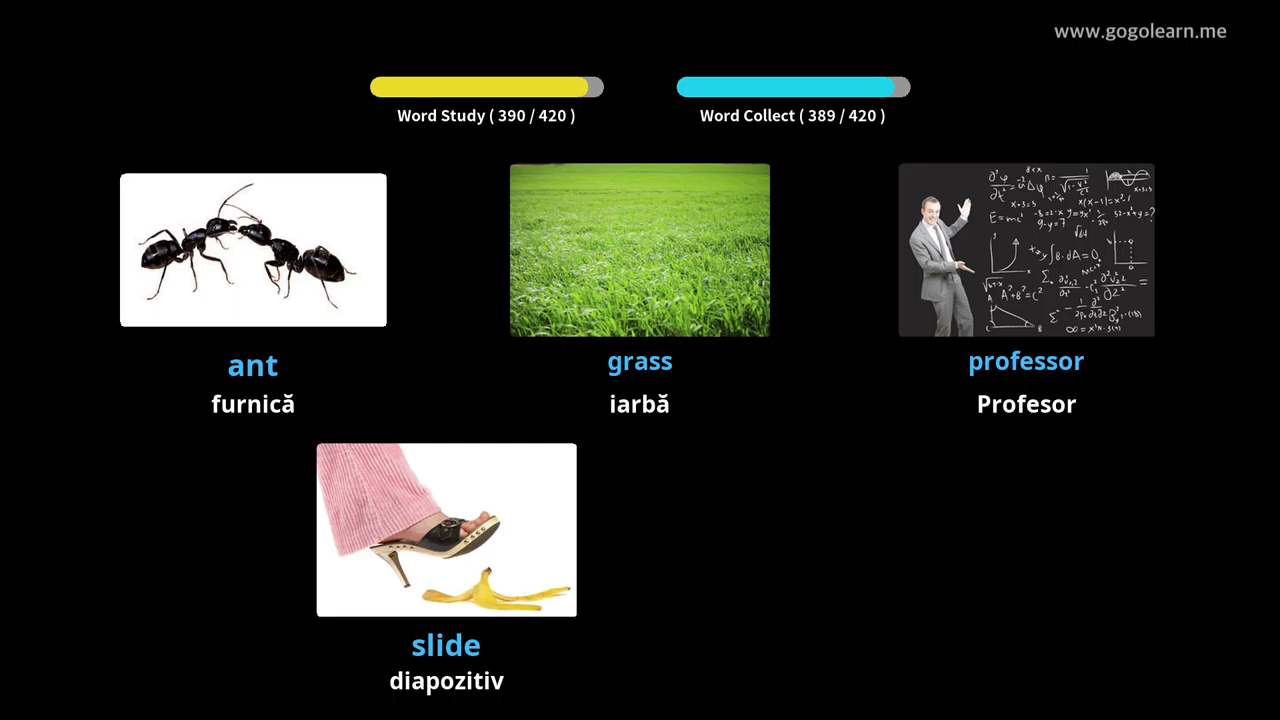 www.gogolearn.me
Word Study ( 390 / 420 )
Word Collect ( 389 / 420 )
ant
furnică
grass
iarbă
professor
Profesor
slide
diapozitiv